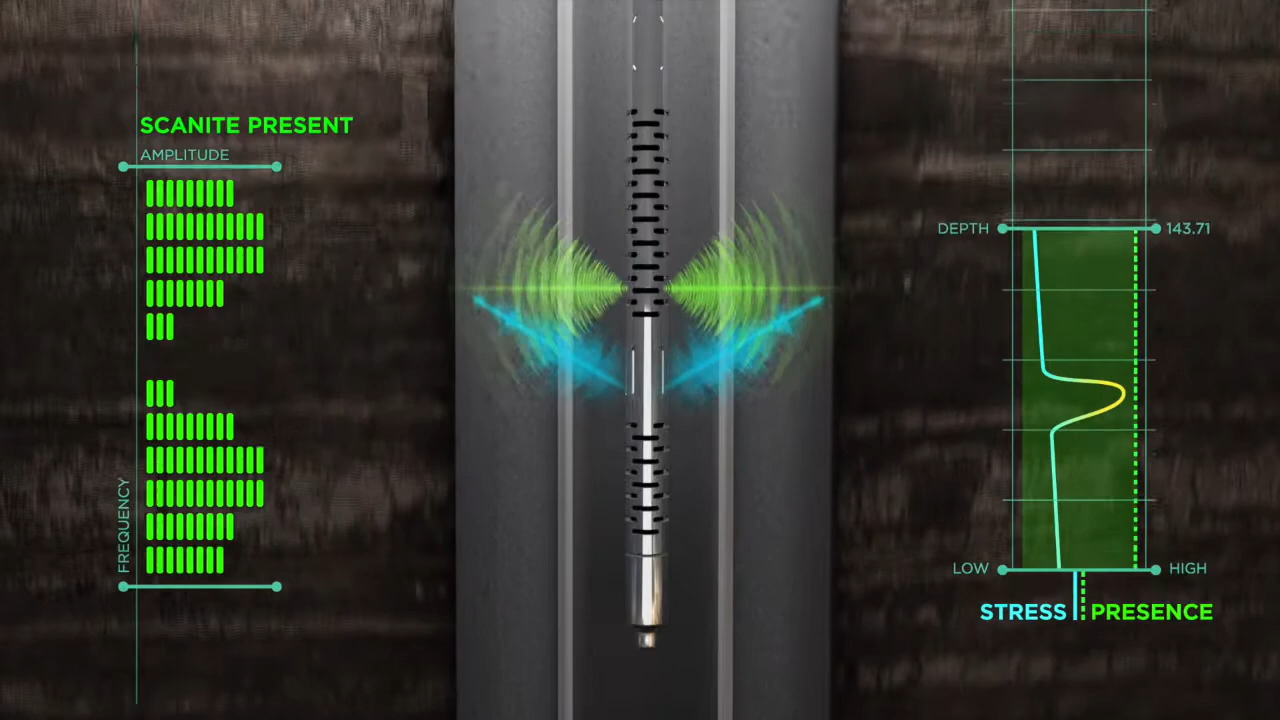 SCANITE PRESENT
AMPLITUDE
FREQUENCY
DEPTH 143.71
LOW HIGH
STRESS PRESENCE